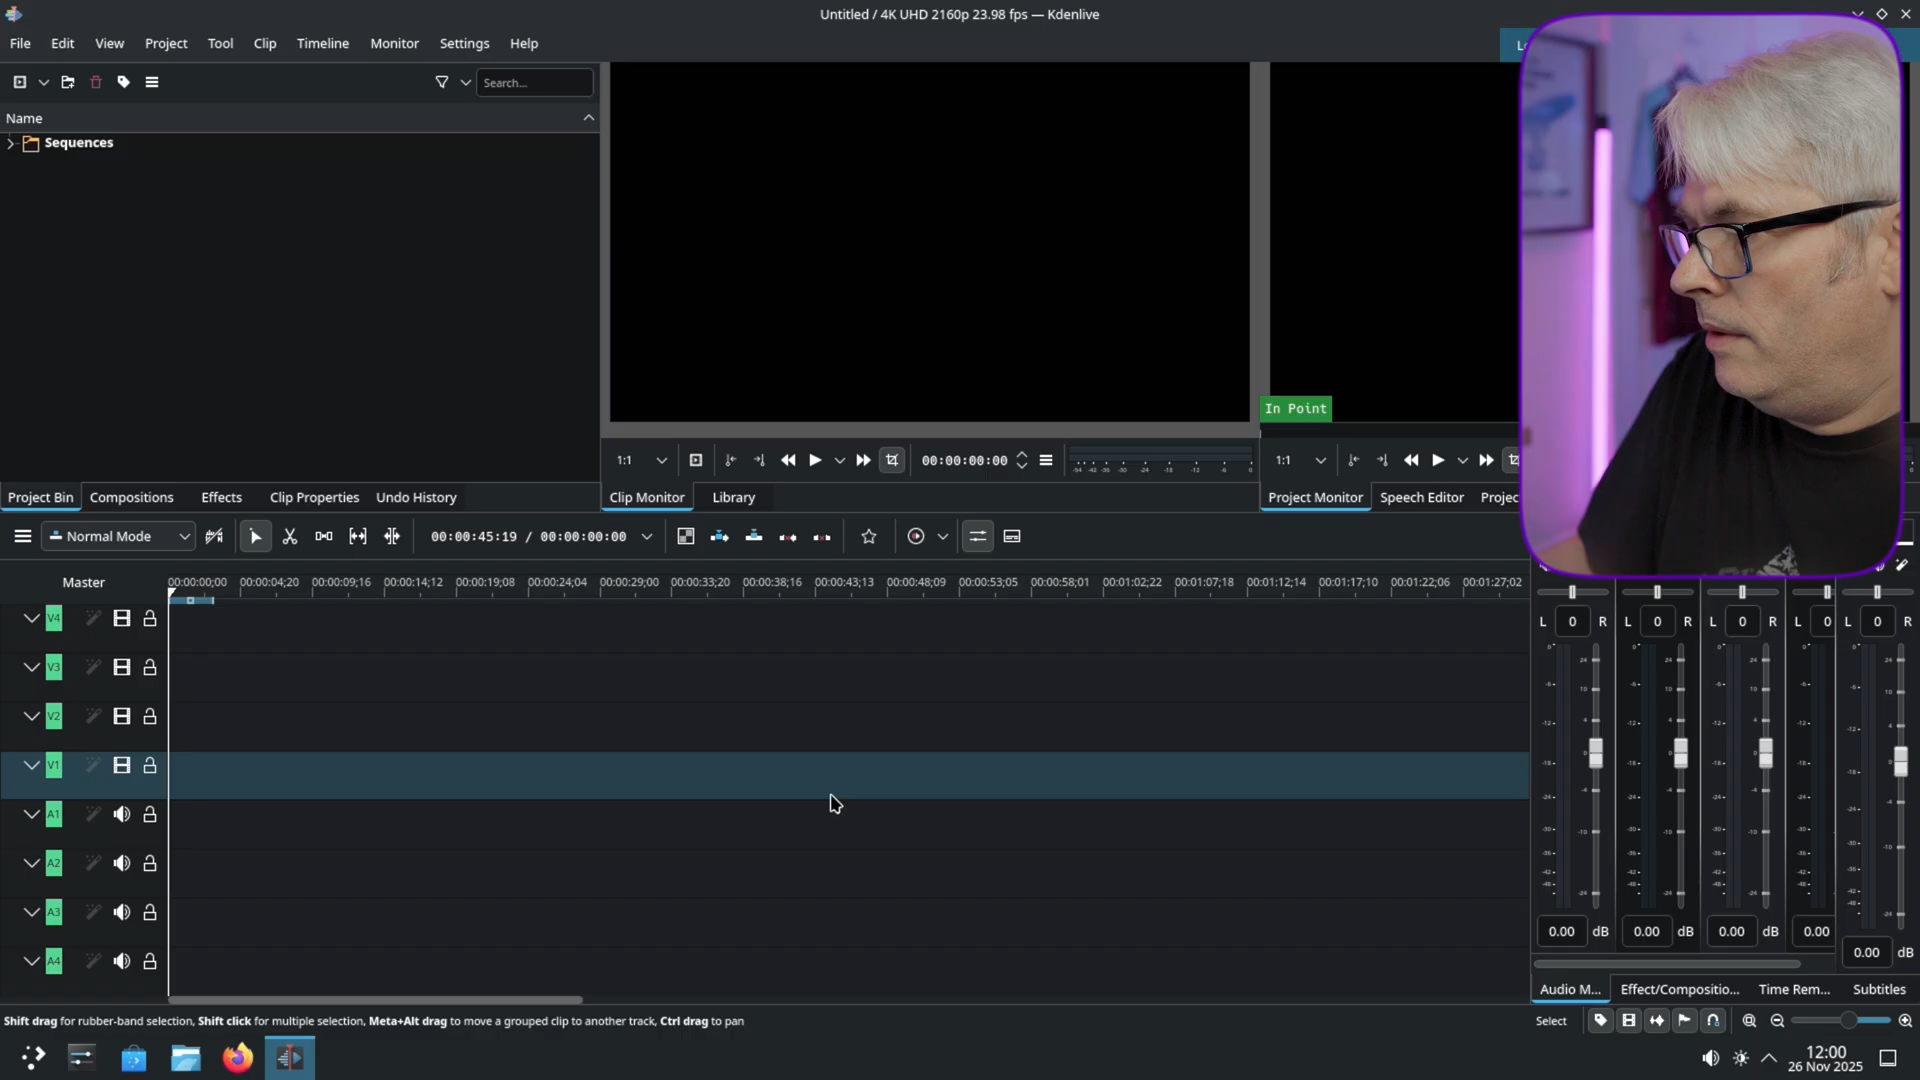 Untitled / 4K UHD 2160p 23.98 fps — Kdenlive
File Edit View Project Tool Clip Timeline Monitor Settings Help
Search...
Name
Sequences
In Point
1:1 00:00:00:00
1:1
Project Bin Compositions Effects Clip Properties Undo History Clip Monitor Library Project Monitor Speech Editor
Normal Mode 00:00:45:19 / 00:00:00:00
Master 00:00:00;00 00:00:04;20 00:00:09;16 00:00:14;12 00:00:19;08 00:00:24;04 00:00:29;00 00:00:33;20 00:00:38;16 00:00:43;13 00:00:48;09 00:00:53;05 00:00:58;01 00:01:02;22 00:01:07;18 00:01:12;14 00:01:17;10 00:01:22;06 00:01:27;02
V4
V3
V2
V1
A1
A2
A3
A4
L 0 R L 0 R L 0 R L 0 L 0 R
0.00 dB 0.00 dB 0.00 dB 0.00
0.00 dB
Audio M... Effect/Compositio... Time Rem... Subtitles
Shift drag for rubber-band selection, Shift click for multiple selection, Meta+Alt drag to move a grouped clip to another track, Ctrl drag to pan
Select
12:00
26 Nov 2025